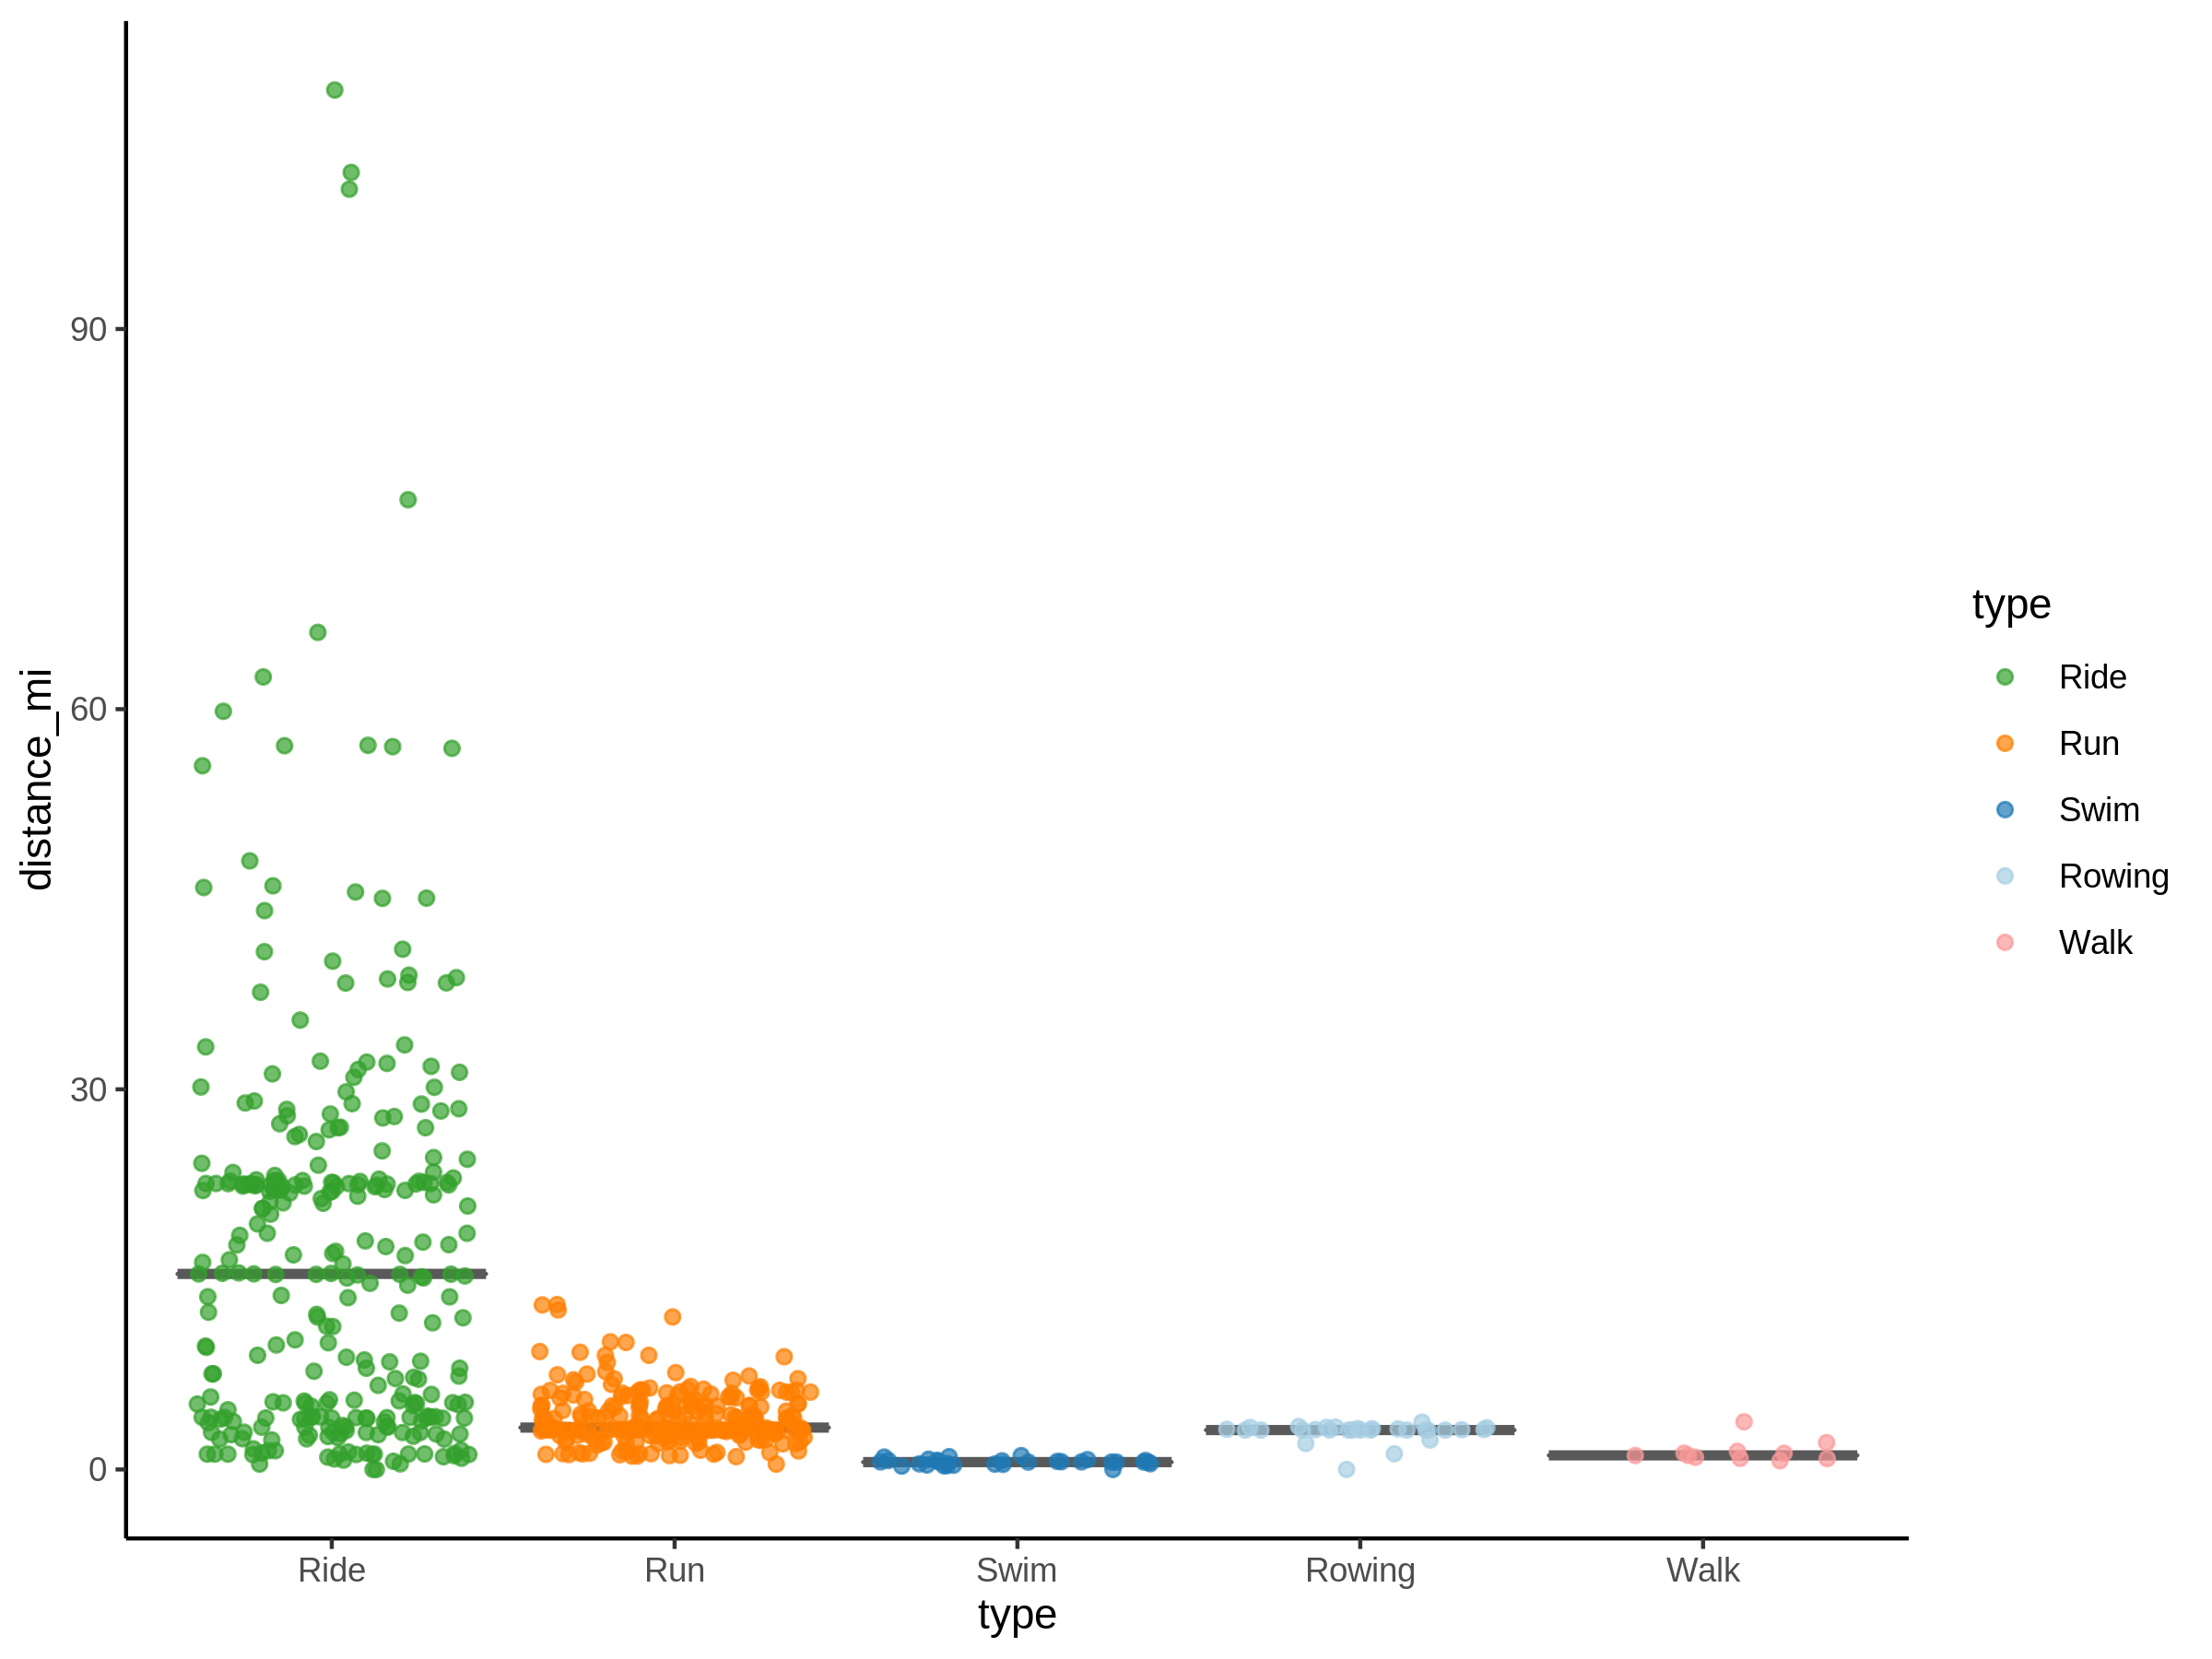 distance_mi
90
60
30
0
Ride
Run
Swim
Rowing
Walk
type
type
Ride
Run
Swim
Rowing
Walk